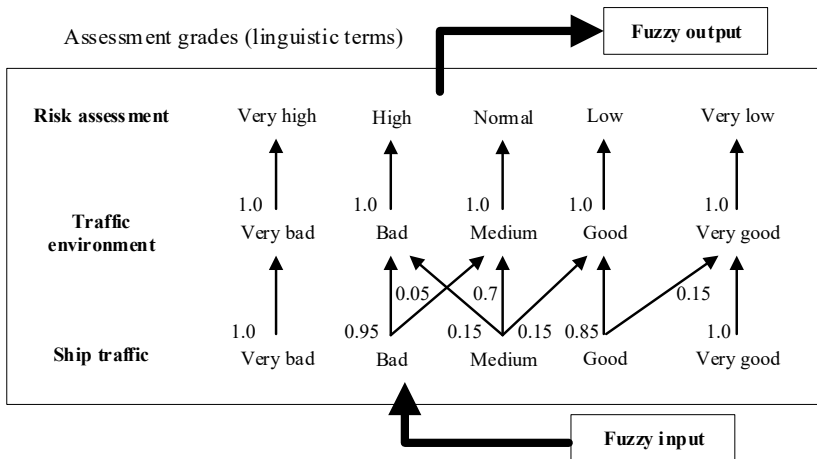 Assessment grades (linguistic terms)
Fuzzy output
Risk assessment
Very high
High
Normal
Low
Very low
1.0
1.0
1.0
1.0
1.0
Traffic
environment
Very bad
Bad
Medium
Good
Very good
0.05
0.7
0.15
1.0
0.95
0.15
0.15
0.85
1.0
Ship traffic
Very bad
Bad
Medium
Good
Very good
Fuzzy input